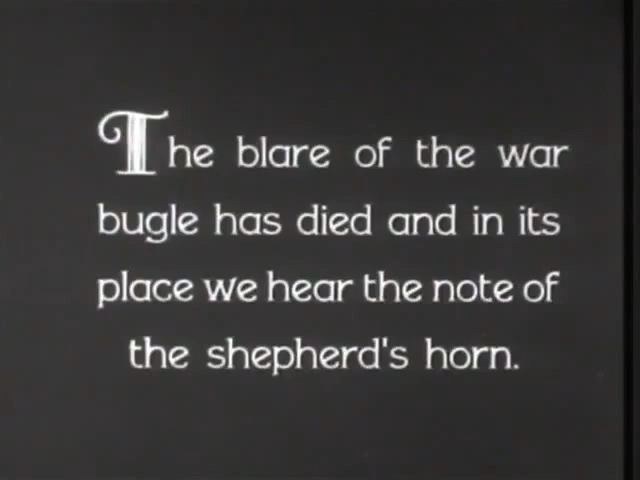 The blare of the war
bugle has died and in its
place we hear the note of
the shepherd's horn.